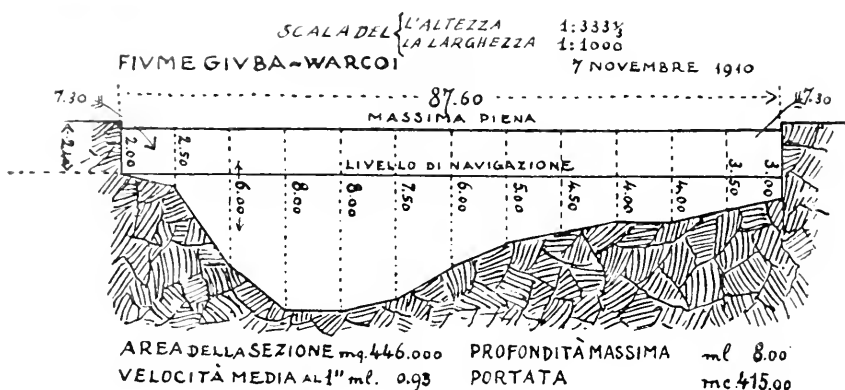 SCALA DEL { L'ALTEZZA 1:333⅓
LA LARGHEZZA 1:1000
FIVME GIVBA~WARCOI 7 NOVEMBRE 1910
7.30 87.60 7.30
MASSIMA PIENA
LIVELLO DI NAVIGAZIONE
2.00 2.50 6.00 8.00 8.00 7.50 6.00 5.00 4.50 4.00 4.00 3.50 3.00
AREA DELLA SEZIONE mq. 446.000 PROFONDITÀ MASSIMA ml 8.00
VELOCITÀ MEDIA AL 1" ml. 0.93 PORTATA mc. 415.00